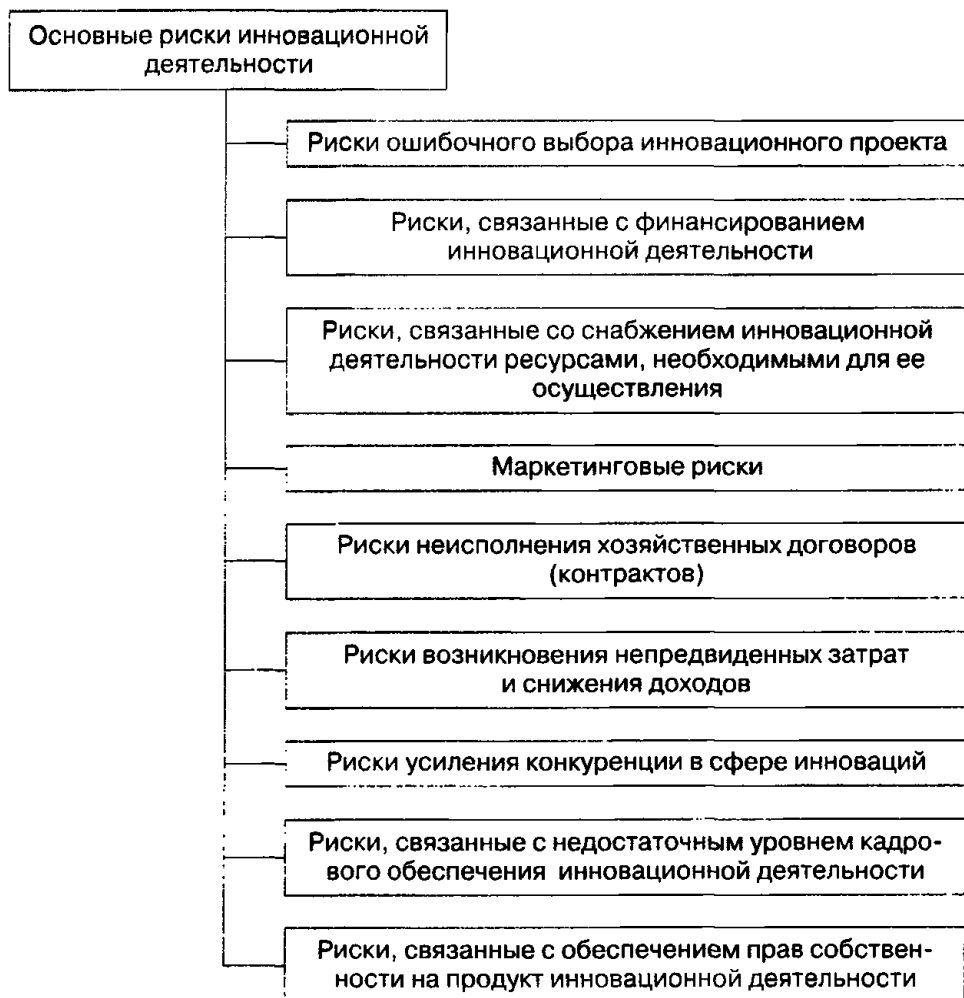 Основные риски инновационной
деятельности
Риски ошибочного выбора инновационного проекта
Риски, связанные с финансированием
инновационной деятельности
Риски, связанные со снабжением инновационной
деятельности ресурсами, необходимыми для ее
осуществления
Маркетинговые риски
Риски неисполнения хозяйственных договоров
(контрактов)
Риски возникновения непредвиденных затрат
и снижения доходов
Риски усиления конкуренции в сфере инноваций
Риски, связанные с недостаточным уровнем кадро-
вого обеспечения инновационной деятельности
Риски, связанные с обеспечением прав собствен-
ности на продукт инновационной деятельности